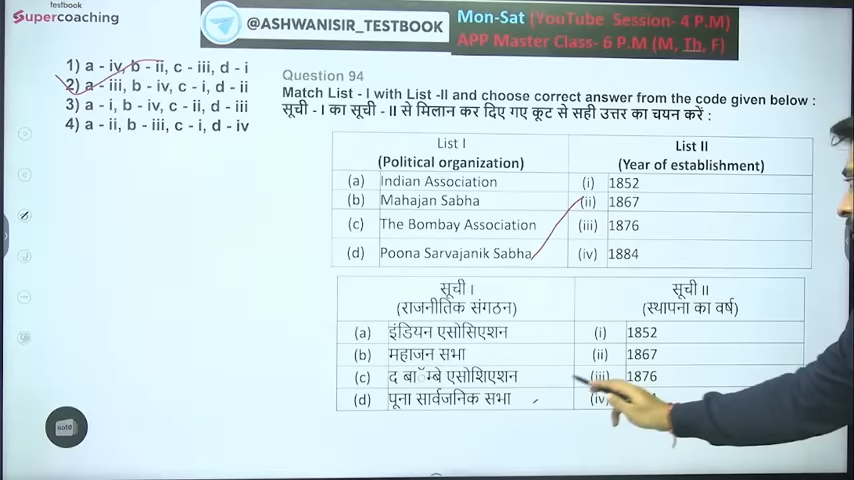 testbook
Supercoaching
@ASHWANISIR_TESTBOOK
Mon-Sat (YouTube Session- 4 P.M)
APP Master Class- 6 P.M (M, Th, F)
1) a - iv, b - ii, c - iii, d - i
2) a - iii, b - iv, c - i, d - ii
3) a - i, b - iv, c - ii, d - iii
4) a - ii, b - iii, c - i, d - iv
Question 94
Match List - I with List -II and choose correct answer from the code given below :
सूची - I का सूची - II से मिलान कर दिए गए कूट से सही उत्तर का चयन करें :
List I
(Political organization)
List II
(Year of establishment)
(a) Indian Association (i) 1852
(b) Mahajan Sabha (ii) 1867
(c) The Bombay Association (iii) 1876
(d) Poona Sarvajanik Sabha (iv) 1884
सूची I
(राजनीतिक संगठन)
सूची II
(स्थापना का वर्ष)
(a) इंडियन एसोसिएशन (i) 1852
(b) महाजन सभा (ii) 1867
(c) द बाॅम्बे एसोशिएशन (iii) 1876
(d) पूना सार्वजनिक सभा (iv)
Note